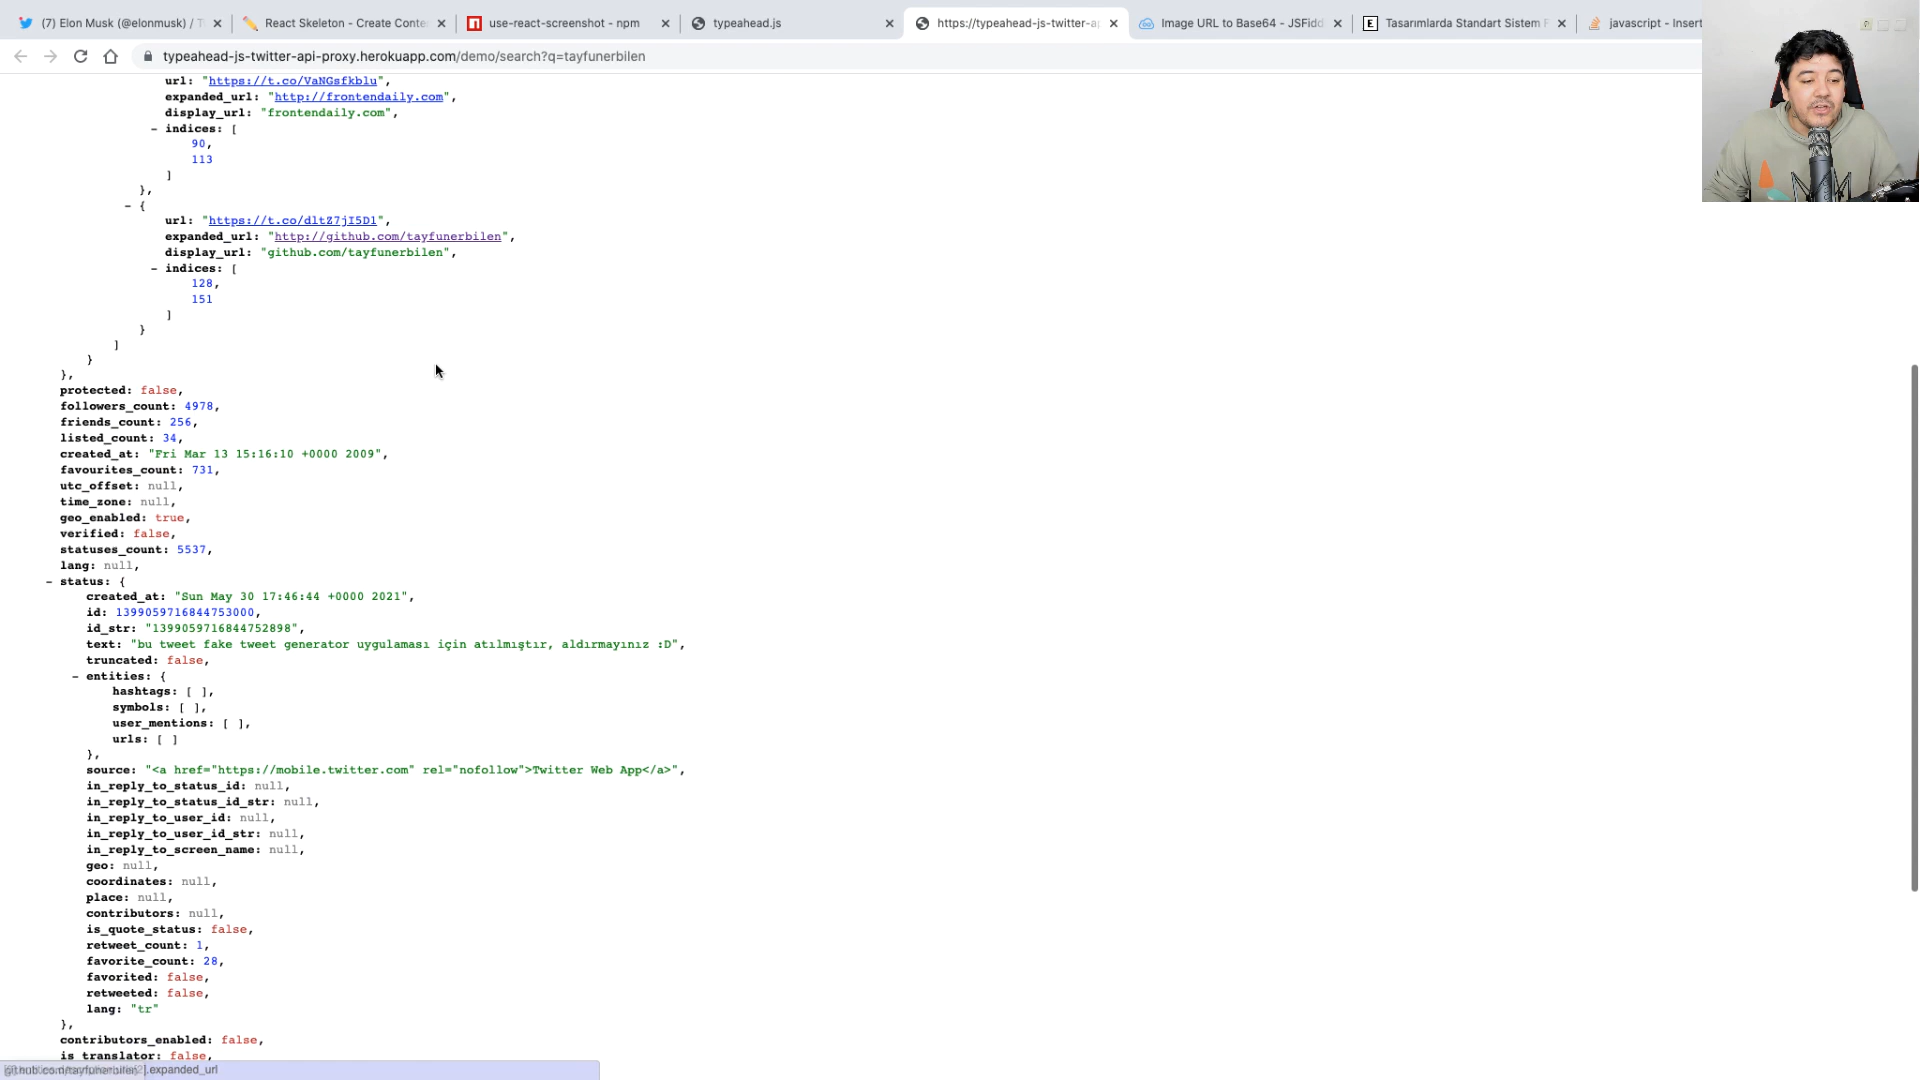 (7) Elon Musk (@elonmusk) / T
React Skeleton - Create Conte
use-react-screenshot - npm
typeahead.js
https://typeahead-js-twitter-ap
Image URL to Base64 - JSFidd
Tasarımlarda Standart Sistem F
javascript - Insert
typeahead-js-twitter-api-proxy.herokuapp.com/demo/search?q=tayfunerbilen
url: "https://t.co/VaNGsfkblu",
expanded_url: "http://frontendaily.com",
display_url: "frontendaily.com",
- indices: [
90,
113
]
},
- {
url: "https://t.co/dltZ7jI5D1",
expanded_url: "http://github.com/tayfunerbilen",
display_url: "github.com/tayfunerbilen",
- indices: [
128,
151
]
}
]
}
},
protected: false,
followers_count: 4978,
friends_count: 256,
listed_count: 34,
created_at: "Fri Mar 13 15:16:10 +0000 2009",
favourites_count: 731,
utc_offset: null,
time_zone: null,
geo_enabled: true,
verified: false,
statuses_count: 5537,
lang: null,
- status: {
created_at: "Sun May 30 17:46:44 +0000 2021",
id: 1399059716844753000,
id_str: "1399059716844752898",
text: "bu tweet fake tweet generator uygulaması için atılmıştır, aldırmayınız :D",
truncated: false,
- entities: {
hashtags: [ ],
symbols: [ ],
user_mentions: [ ],
urls: [ ]
},
source: "<a href="https://mobile.twitter.com" rel="nofollow">Twitter Web App</a>",
in_reply_to_status_id: null,
in_reply_to_status_id_str: null,
in_reply_to_user_id: null,
in_reply_to_user_id_str: null,
in_reply_to_screen_name: null,
geo: null,
coordinates: null,
place: null,
contributors: null,
is_quote_status: false,
retweet_count: 1,
favorite_count: 28,
favorited: false,
retweeted: false,
lang: "tr"
},
contributors_enabled: false,
is_translator: false,
.expanded_url